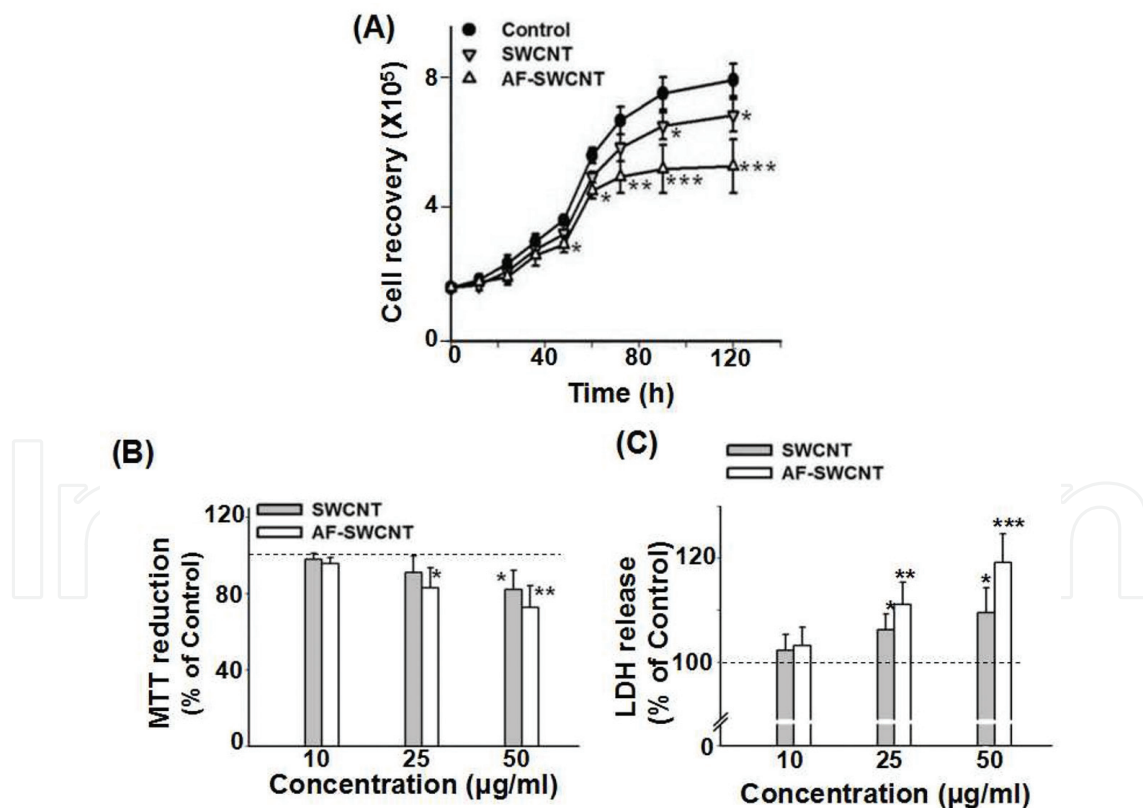 (A)
Control
SWCNT
AF-SWCNT
Cell recovery (X10⁵)
8
4
0
*
*
*
*
**
***
***
0
40
80
120
Time (h)
(B)
SWCNT
AF-SWCNT
MTT reduction
(% of Control)
120
80
40
0
*
*
**
10
25
50
Concentration (µg/ml)
(C)
SWCNT
AF-SWCNT
LDH release
(% of Control)
120
100
0
*
**
*
***
10
25
50
Concentration (µg/ml)